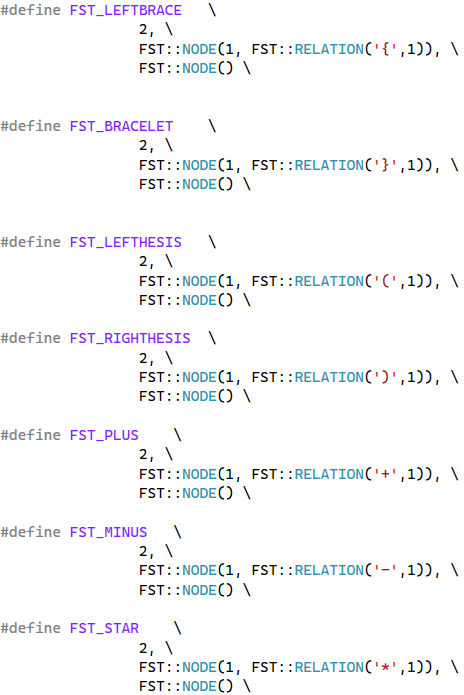 #define FST_LEFTBRACE \
2, \
FST::NODE(1, FST::RELATION('{',1)), \
FST::NODE() \
#define FST_BRACELET \
2, \
FST::NODE(1, FST::RELATION('}',1)), \
FST::NODE() \
#define FST_LEFTHESIS \
2, \
FST::NODE(1, FST::RELATION('(',1)), \
FST::NODE() \
#define FST_RIGHTHESIS \
2, \
FST::NODE(1, FST::RELATION(')',1)), \
FST::NODE() \
#define FST_PLUS \
2, \
FST::NODE(1, FST::RELATION('+',1)), \
FST::NODE() \
#define FST_MINUS \
2, \
FST::NODE(1, FST::RELATION('-',1)), \
FST::NODE() \
#define FST_STAR \
2, \
FST::NODE(1, FST::RELATION('*',1)), \
FST::NODE() \